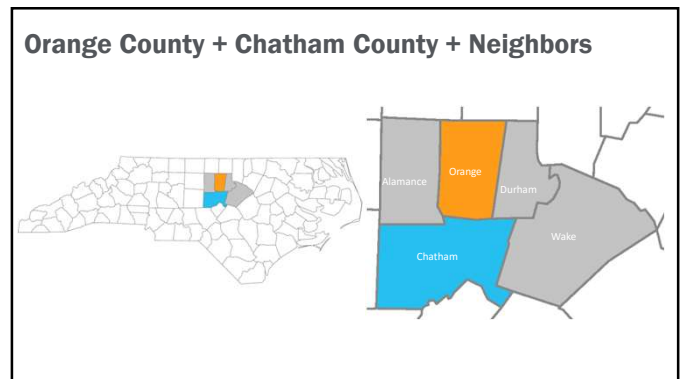 Orange County + Chatham County + Neighbors
Alamance
Orange
Durham
Chatham
Wake